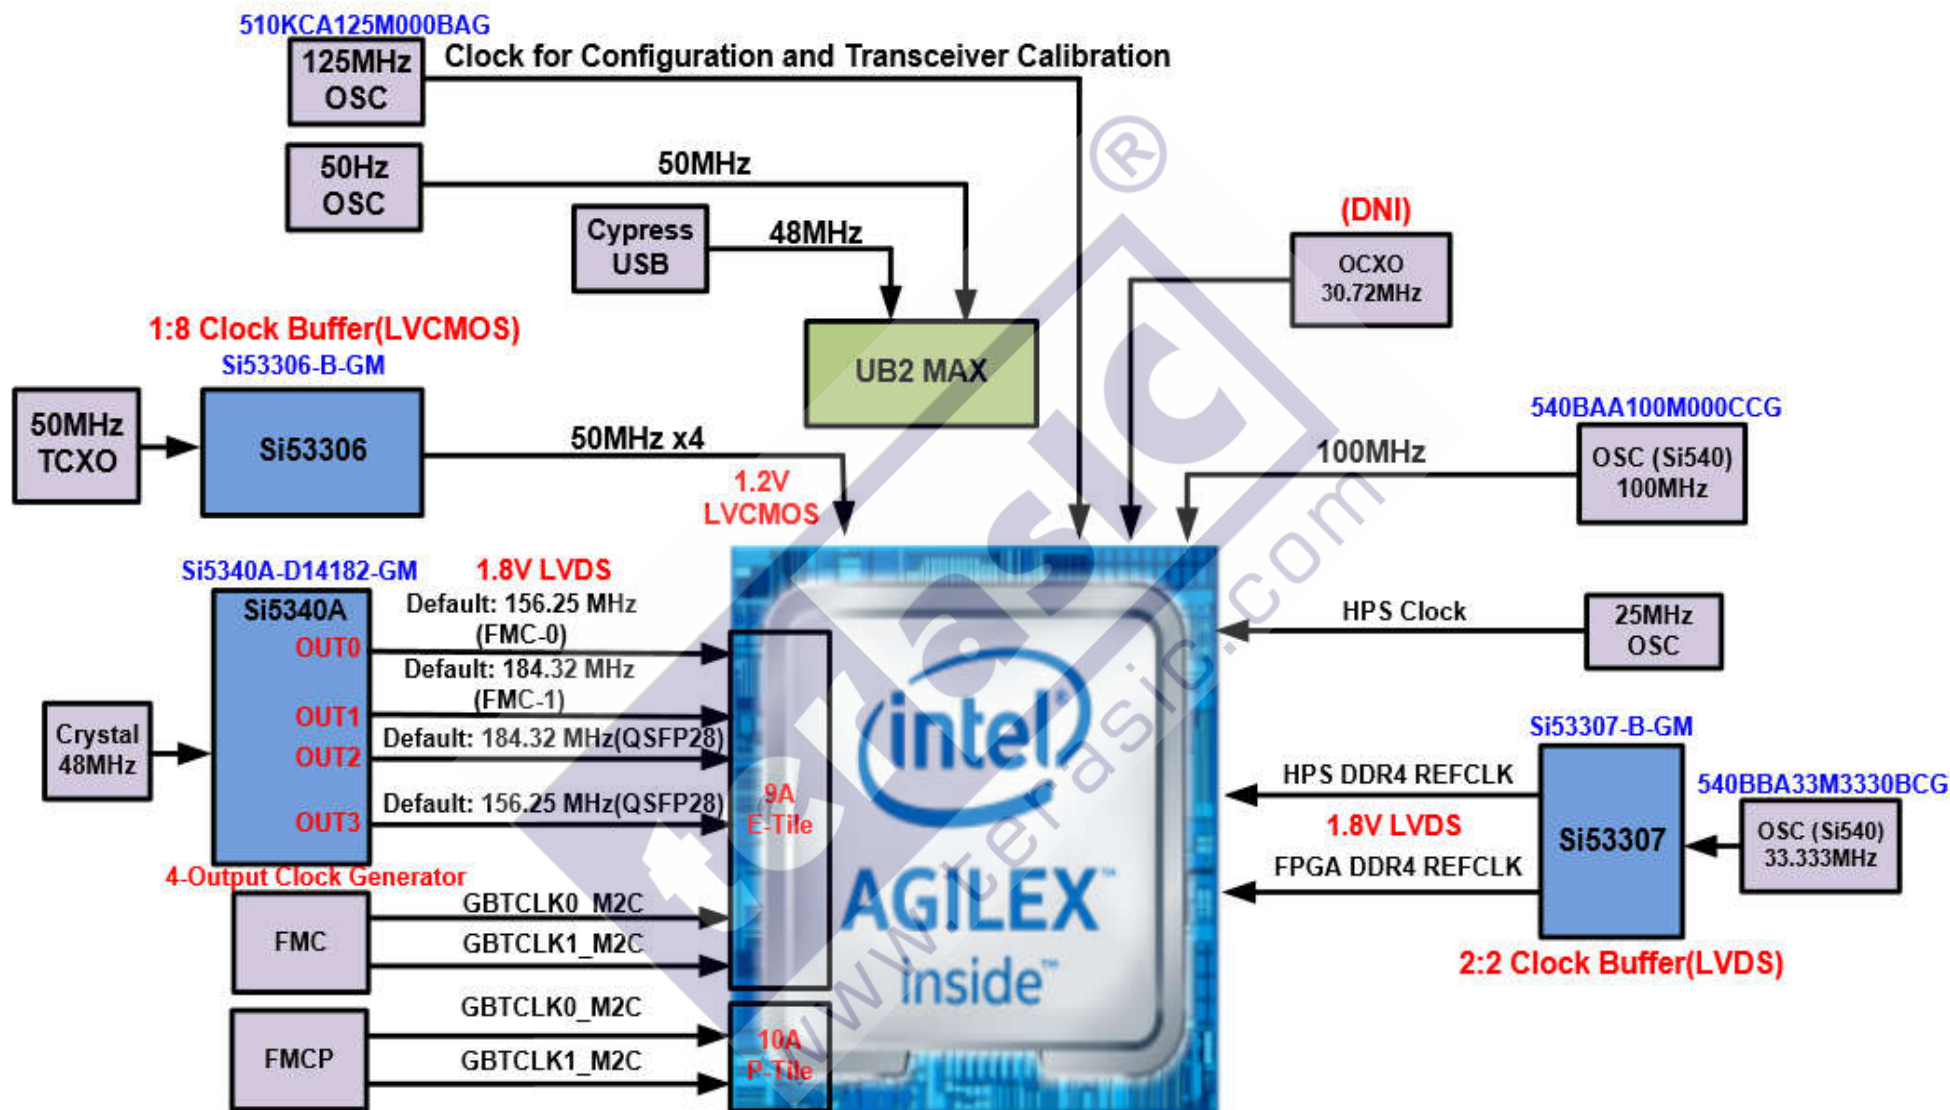 510KCA125M000BAG
125MHz
OSC
Clock for Configuration and Transceiver Calibration
50Hz
OSC
50MHz
Cypress
USB
48MHz
UB2 MAX
(DNI)
OCXO
30.72MHz
1:8 Clock Buffer(LVCMOS)
Si53306-B-GM
50MHz
TCXO
Si53306
50MHz x4
1.2V
LVCMOS
540BAA100M000CCG
OSC (Si540)
100MHz
100MHz
Si5340A-D14182-GM
1.8V LVDS
Si5340A
OUT0
OUT1
OUT2
OUT3
Default: 156.25 MHz
(FMC-0)
Default: 184.32 MHz
(FMC-1)
Default: 184.32 MHz(QSFP28)
Default: 156.25 MHz(QSFP28)
Crystal
48MHz
4-Output Clock Generator
FMC
GBTCLK0_M2C
GBTCLK1_M2C
FMCP
GBTCLK0_M2C
GBTCLK1_M2C
9A
E-Tile
10A
P-Tile
intel®
AGILEX™
inside™
HPS Clock
25MHz
OSC
Si53307-B-GM
HPS DDR4 REFCLK
1.8V LVDS
FPGA DDR4 REFCLK
Si53307
540BBA33M3330BCG
OSC (Si540)
33.333MHz
2:2 Clock Buffer(LVDS)
terasic®
www.terasic.com